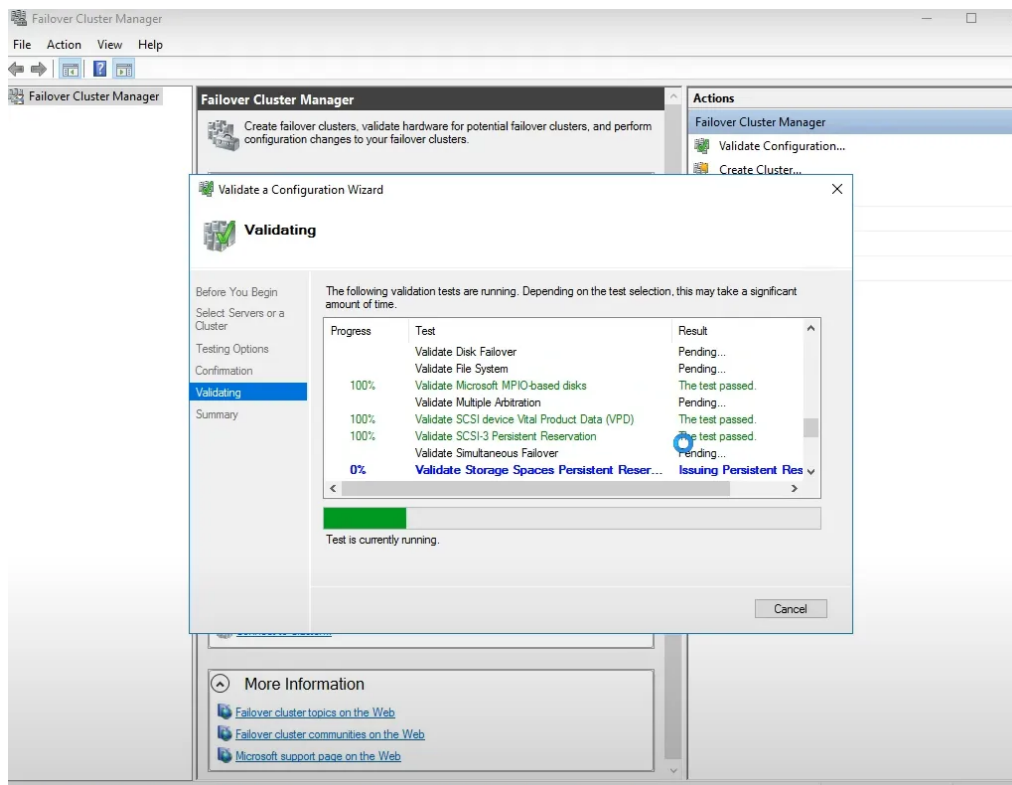 Failover Cluster Manager
File Action View Help
Failover Cluster Manager
Failover Cluster Manager
Create failover clusters, validate hardware for potential failover clusters, and perform
configuration changes to your failover clusters.
Actions
Failover Cluster Manager
Validate Configuration...
Create Cluster...
Validate a Configuration Wizard
Validating
Before You Begin
Select Servers or a
Cluster
Testing Options
Confirmation
Validating
Summary
The following validation tests are running. Depending on the test selection, this may take a significant
amount of time.
Progress Test Result
Validate Disk Failover Pending...
Validate File System Pending...
100% Validate Microsoft MPIO-based disks The test passed.
Validate Multiple Arbitration Pending...
100% Validate SCSI device Vital Product Data (VPD) The test passed.
100% Validate SCSI-3 Persistent Reservation The test passed.
Validate Simultaneous Failover Pending...
0% Validate Storage Spaces Persistent Reser... Issuing Persistent Res
Test is currently running.
Cancel
More Information
Failover cluster topics on the Web
Failover cluster communities on the Web
Microsoft support page on the Web